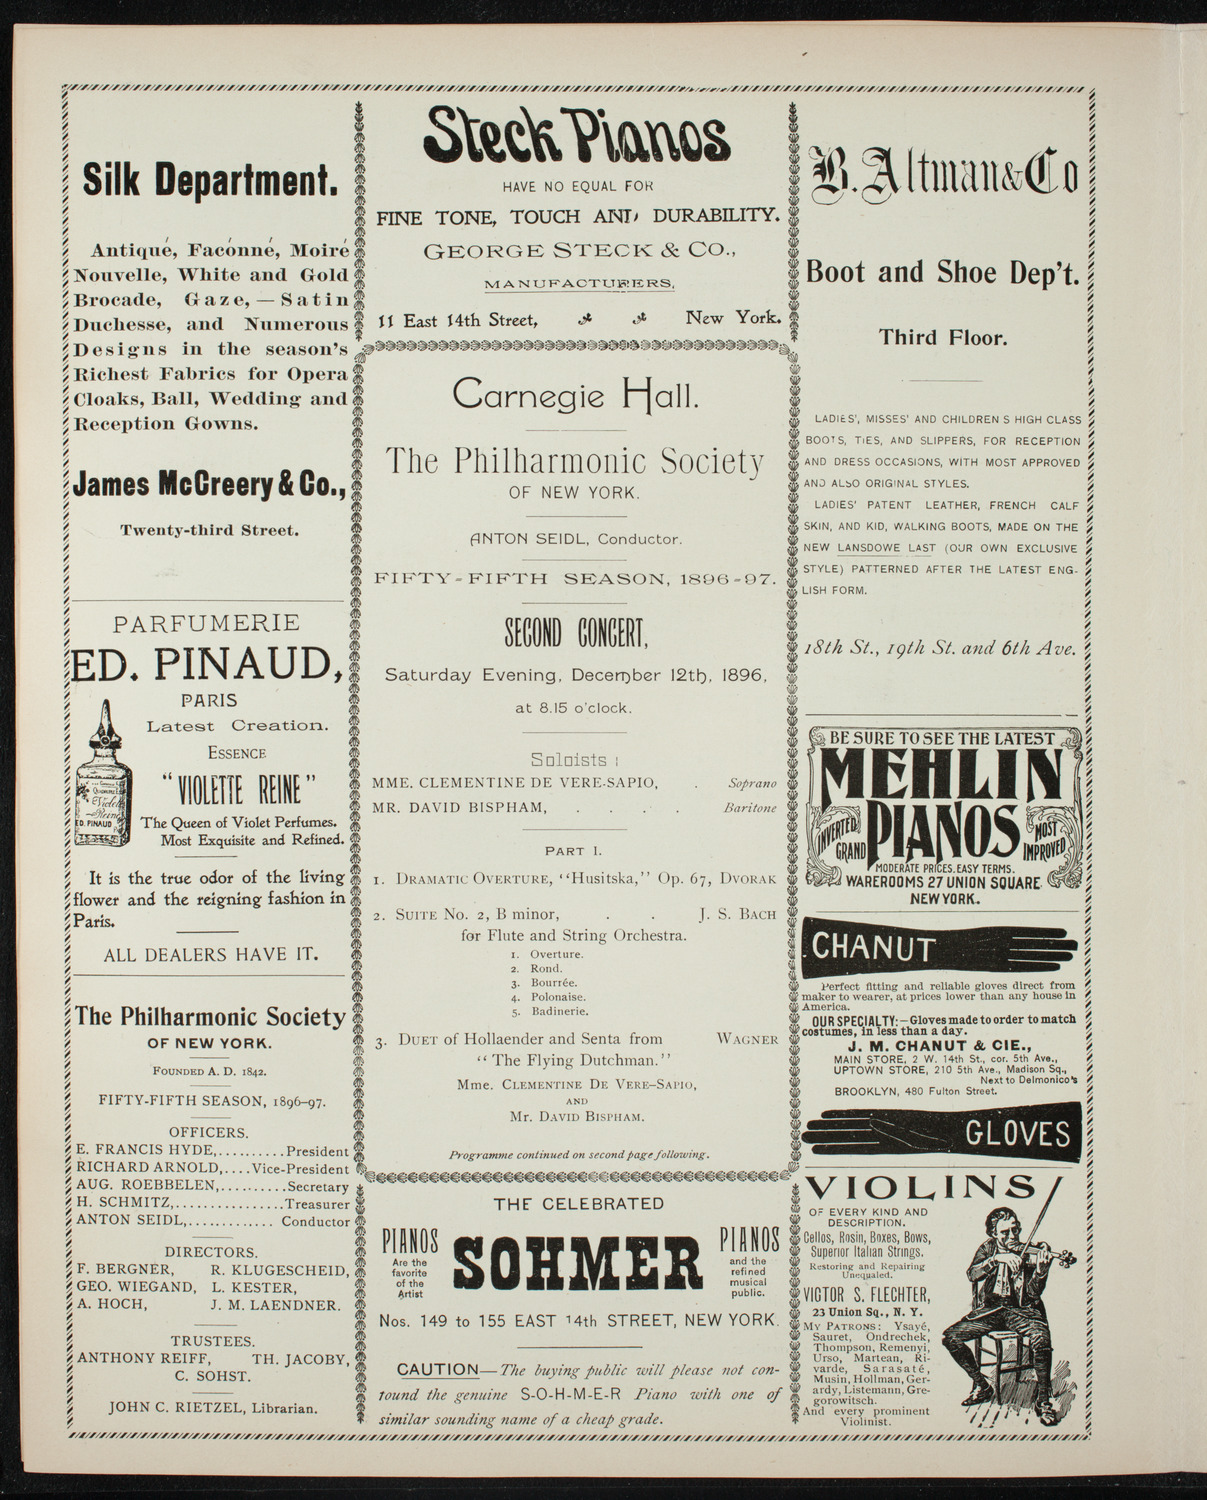 Silk Department.
Antiqué, Faconné, Moiré
Nouvelle, White and Gold
Brocade, Gaze, — Satin
Duchesse, and Numerous
Designs in the season's
Richest Fabrics for Opera
Cloaks, Ball, Wedding and
Reception Gowns.
James McCreery & Co.,
Twenty-third Street.
PARFUMERIE
ED. PINAUD,
PARIS
Latest Creation.
ESSENCE
"VIOLETTE REINE"
The Queen of Violet Perfumes.
Most Exquisite and Refined.
ED. PINAUD
It is the true odor of the living
flower and the reigning fashion in
Paris.
ALL DEALERS HAVE IT.
The Philharmonic Society
OF NEW YORK.
FOUNDED A. D. 1842.
FIFTY-FIFTH SEASON, 1896-97.
OFFICERS.
E. FRANCIS HYDE,..........President
RICHARD ARNOLD,....Vice-President
AUG. ROEBBELEN,..........Secretary
H. SCHMITZ,................Treasurer
ANTON SEIDL,............. Conductor
DIRECTORS.
F. BERGNER, R. KLUGESCHEID,
GEO. WIEGAND, L. KESTER,
A. HOCH, J. M. LAENDNER.
TRUSTEES.
ANTHONY REIFF, TH. JACOBY,
C. SOHST.
JOHN C. RIETZEL, Librarian.
Steck Pianos
HAVE NO EQUAL FOR
FINE TONE, TOUCH AND DURABILITY.
GEORGE STECK & CO.,
MANUFACTURERS,
11 East 14th Street, New York.
Carnegie Hall.
The Philharmonic Society
OF NEW YORK.
ANTON SEIDL, Conductor.
FIFTY-FIFTH SEASON, 1896-97.
SECOND CONCERT,
Saturday Evening, December 12th, 1896,
at 8.15 o'clock.
Soloists :
MME. CLEMENTINE DE VERE-SAPIO, . Soprano
MR. DAVID BISPHAM, . . . Baritone
PART I.
1. DRAMATIC OVERTURE, "Husitska," Op. 67, DVORAK
2. SUITE No. 2, B minor, . . J. S. BACH
for Flute and String Orchestra.
1. Overture.
2. Rond.
3. Bourrée.
4. Polonaise.
5. Badinerie.
3. DUET of Hollaender and Senta from WAGNER
"The Flying Dutchman."
Mme. CLEMENTINE DE VERE-SAPIO,
AND
Mr. DAVID BISPHAM.
Programme continued on second page following.
THE CELEBRATED
PIANOS SOHMER PIANOS
Are the
favorite
of the
Artist
and the
refined
musical
public.
Nos. 149 to 155 EAST 14th STREET, NEW YORK.
CAUTION—The buying public will please not con-
found the genuine S-O-H-M-E-R Piano with one of
similar sounding name of a cheap grade.
B. Altman & Co
Boot and Shoe Dep't.
Third Floor.
LADIES', MISSES' AND CHILDREN S HIGH CLASS
BOOTS, TIES, AND SLIPPERS, FOR RECEPTION
AND DRESS OCCASIONS, WITH MOST APPROVED
AND ALSO ORIGINAL STYLES.
LADIES' PATENT LEATHER, FRENCH CALF
SKIN, AND KID, WALKING BOOTS, MADE ON THE
NEW LANSDOWE LAST (OUR OWN EXCLUSIVE
STYLE) PATTERNED AFTER THE LATEST ENG-
LISH FORM.
18th St., 19th St. and 6th Ave.
BE SURE TO SEE THE LATEST
MEHLIN
PIANOS
INVERTED GRAND
MOST IMPROVED
MODERATE PRICES. EASY TERMS.
WAREROOMS 27 UNION SQUARE
NEW YORK.
CHANUT
Perfect fitting and reliable gloves direct from
maker to wearer, at prices lower than any house in
America.
OUR SPECIALTY:—Gloves made to order to match
costumes, in less than a day.
J. M. CHANUT & CIE.,
MAIN STORE, 2 W. 14th St., cor. 5th Ave.,
UPTOWN STORE, 210 5th Ave., Madison Sq.,
Next to Delmonico's
BROOKLYN, 480 Fulton Street.
GLOVES
VIOLINS
OF EVERY KIND AND
DESCRIPTION.
Cellos, Rosin, Boxes, Bows,
Superior Italian Strings.
Restoring and Repairing
Unequaled.
VICTOR S. FLECHTER,
23 Union Sq., N. Y.
MY PATRONS: Ysayé,
Sauret, Ondrechek,
Thompson, Remenyi,
Urso, Martean, Ri-
varde, Sarasaté,
Musin, Hollman, Ger-
ardy, Listemann, Gre-
gorowitsch.
And every prominent
Violinist.